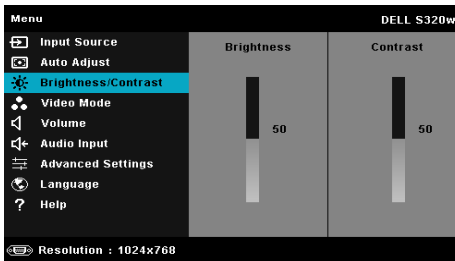 Menu DELL S320w
Input Source
Auto Adjust
Brightness/Contrast
Video Mode
Volume
Audio Input
Advanced Settings
Language
? Help
Brightness
50
Contrast
50
Resolution : 1024x768